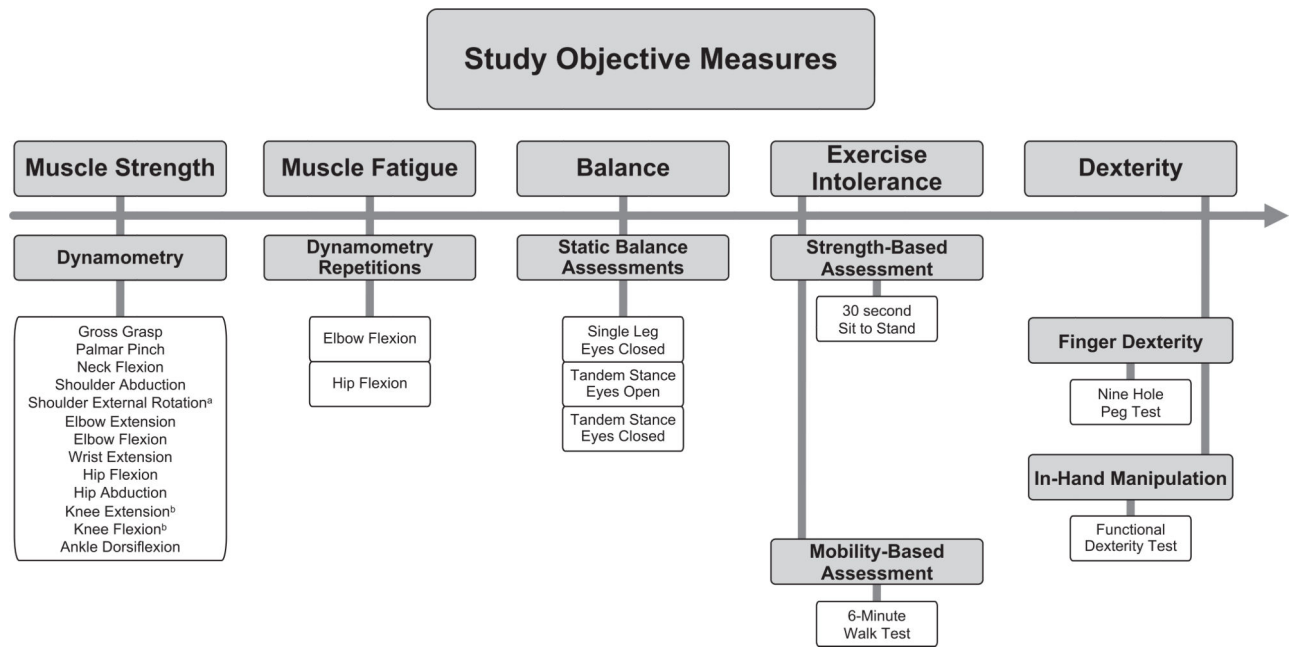 Study Objective Measures
Muscle Strength
Dynamometry
Gross Grasp
Palmar Pinch
Neck Flexion
Shoulder Abduction
Shoulder External Rotationᵃ
Elbow Extension
Elbow Flexion
Wrist Extension
Hip Flexion
Hip Abduction
Knee Extensionᵇ
Knee Flexionᵇ
Ankle Dorsiflexion
Muscle Fatigue
Dynamometry
Repetitions
Elbow Flexion
Hip Flexion
Balance
Static Balance
Assessments
Single Leg
Eyes Closed
Tandem Stance
Eyes Open
Tandem Stance
Eyes Closed
Exercise
Intolerance
Strength-Based
Assessment
30 second
Sit to Stand
Mobility-Based
Assessment
6-Minute
Walk Test
Dexterity
Finger Dexterity
Nine Hole
Peg Test
In-Hand Manipulation
Functional
Dexterity Test